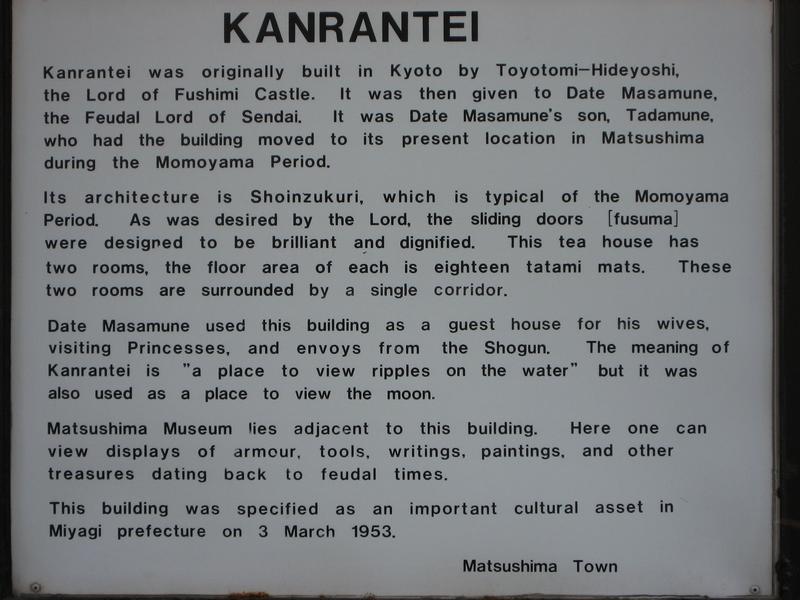 KANRANTEI
Kanrantei was originally built in Kyoto by Toyotomi-Hideyoshi,
the Lord of Fushimi Castle. It was then given to Date Masamune,
the Feudal Lord of Sendai. It was Date Masamune's son, Tadamune,
who had the building moved to its present location in Matsushima
during the Momoyama Period.
Its architecture is Shoinzukuri, which is typical of the Momoyama
Period. As was desired by the Lord, the sliding doors [fusuma]
were designed to be brilliant and dignified. This tea house has
two rooms, the floor area of each is eighteen tatami mats. These
two rooms are surrounded by a single corridor.
Date Masamune used this building as a guest house for his wives,
visiting Princesses, and envoys from the Shogun. The meaning of
Kanrantei is "a place to view ripples on the water" but it was
also used as a place to view the moon.
Matsushima Museum lies adjacent to this building. Here one can
view displays of armour, tools, writings, paintings, and other
treasures dating back to feudal times.
This building was specified as an important cultural asset in
Miyagi prefecture on 3 March 1953.
Matsushima Town